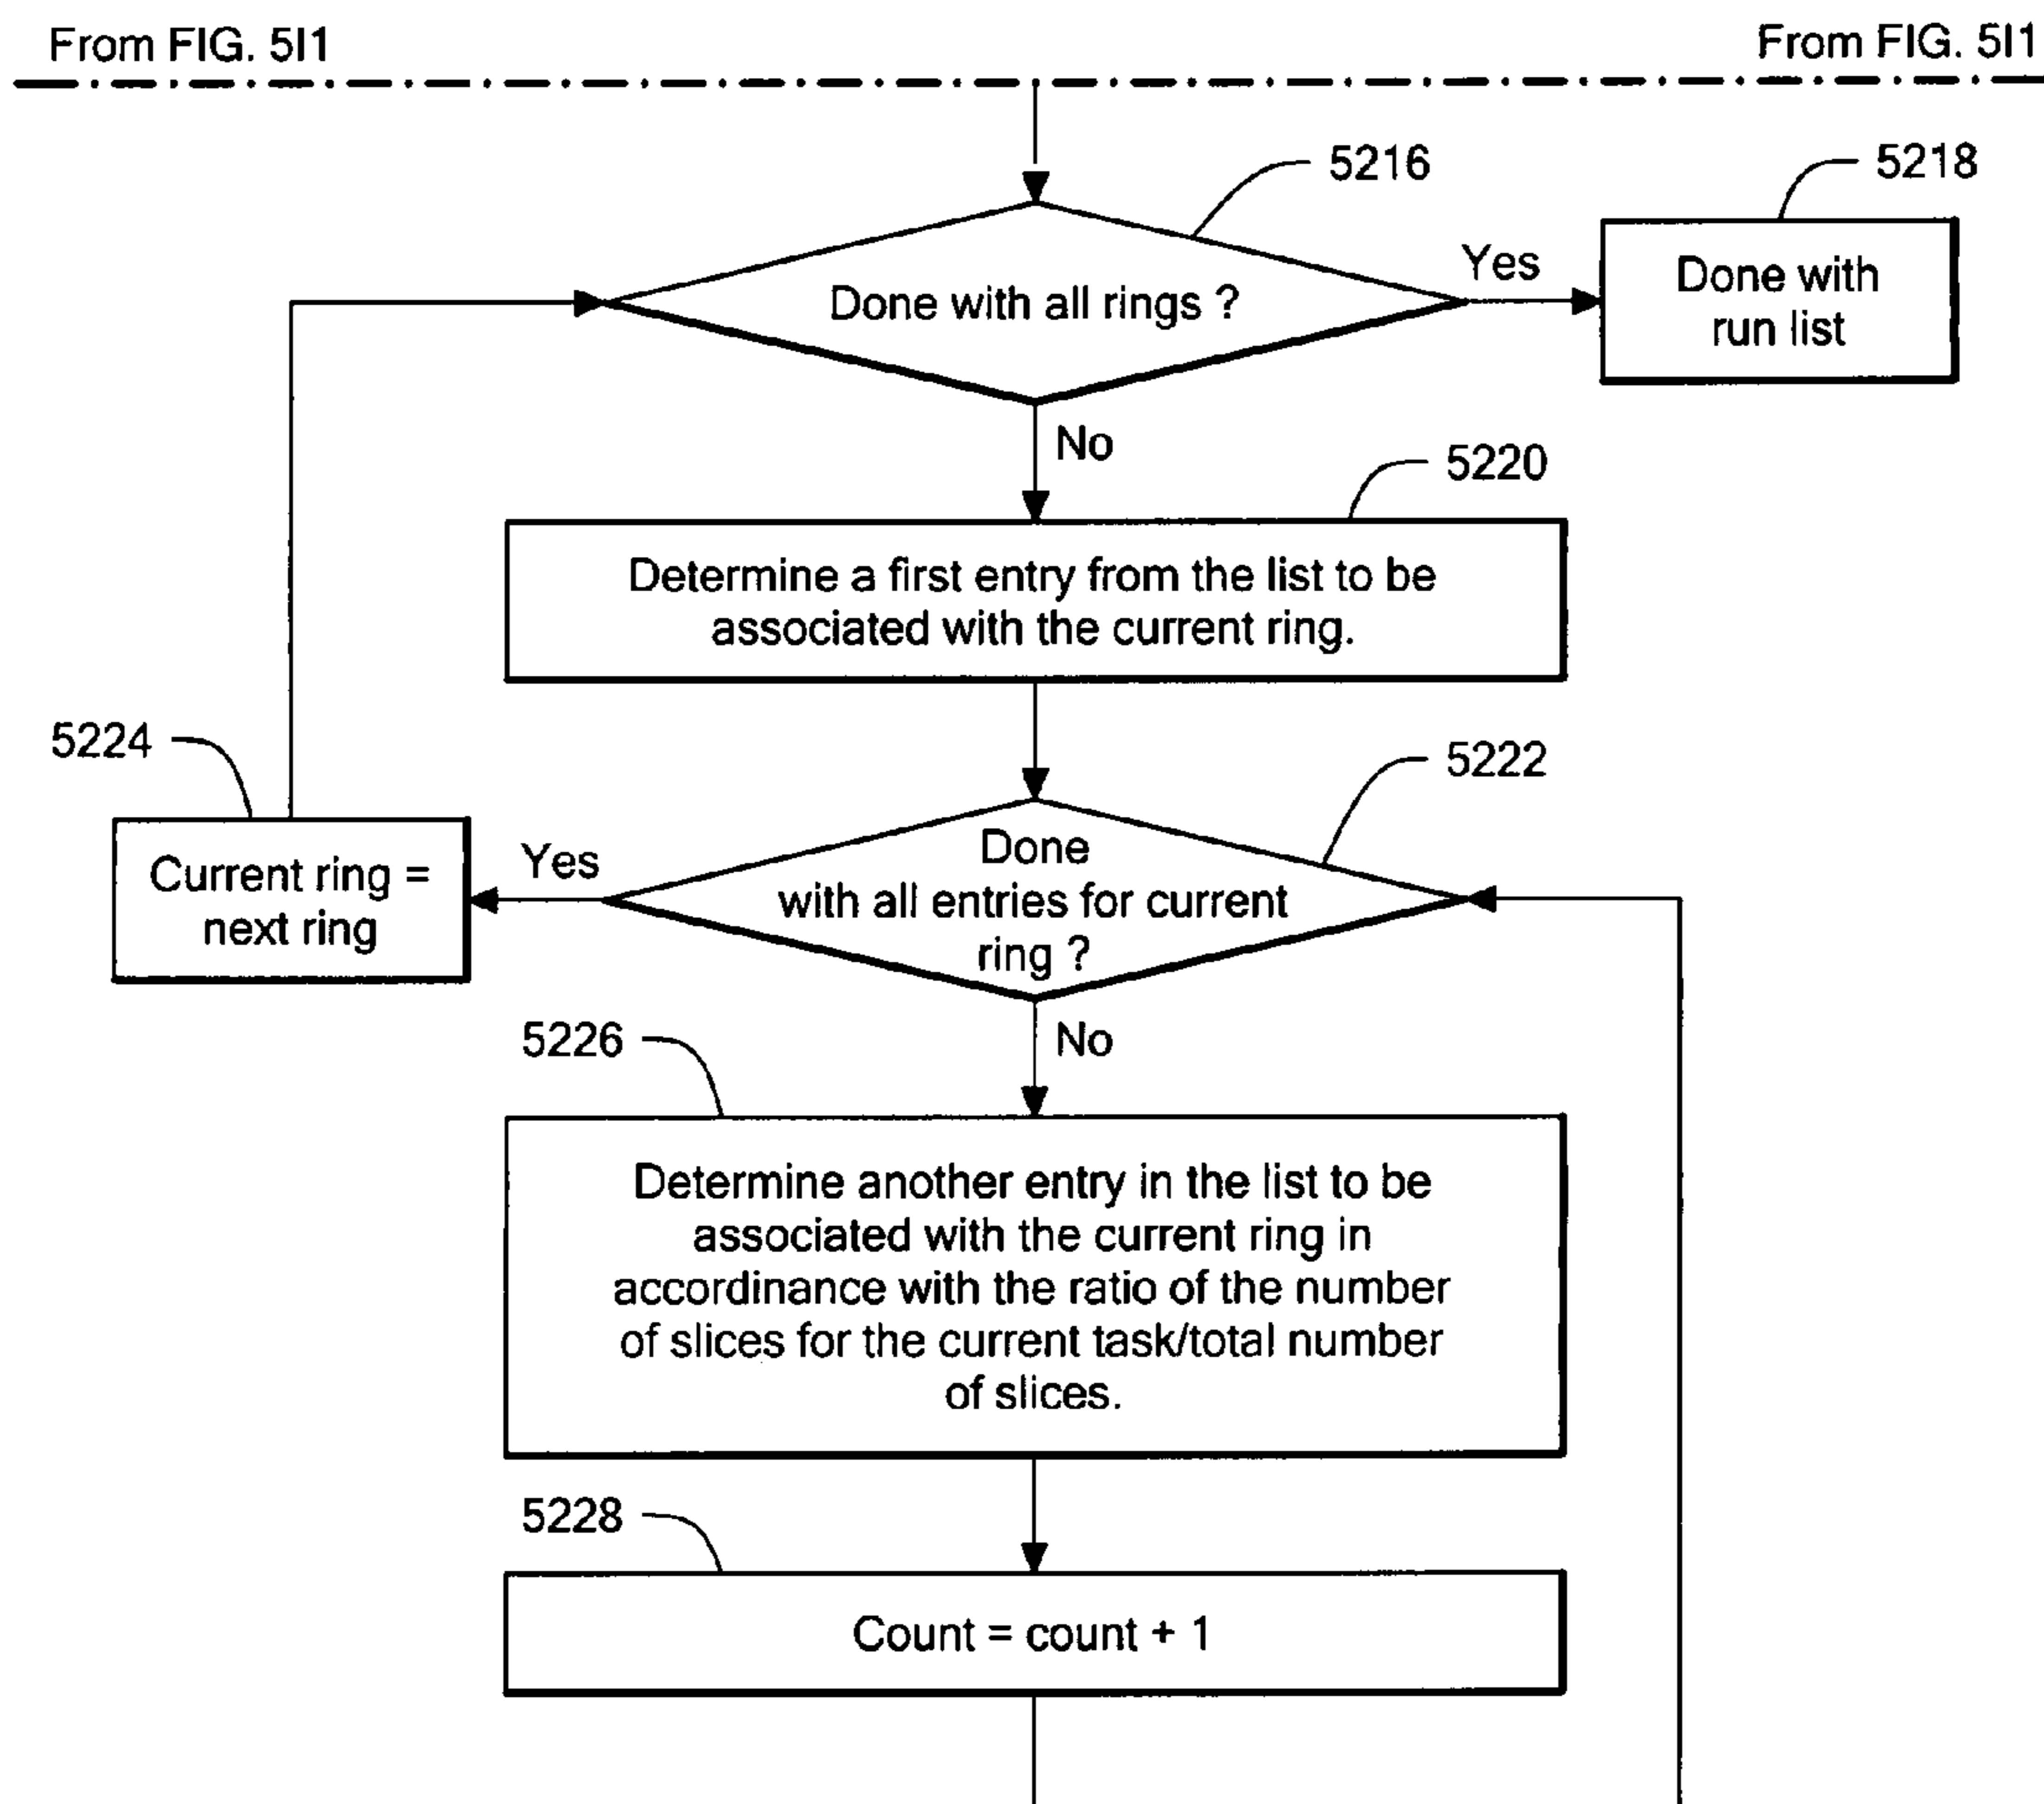 From FIG. 5I1
From FIG. 5I1
5216
5218
Done with all rings ?
Yes
Done with
run list
No
5220
Determine a first entry from the list to be
associated with the current ring.
5224
5222
Current ring =
next ring
Yes
Done
with all entries for current
ring ?
No
5226
Determine another entry in the list to be
associated with the current ring in
accordinance with the ratio of the number
of slices for the current task/total number
of slices.
5228
Count = count + 1